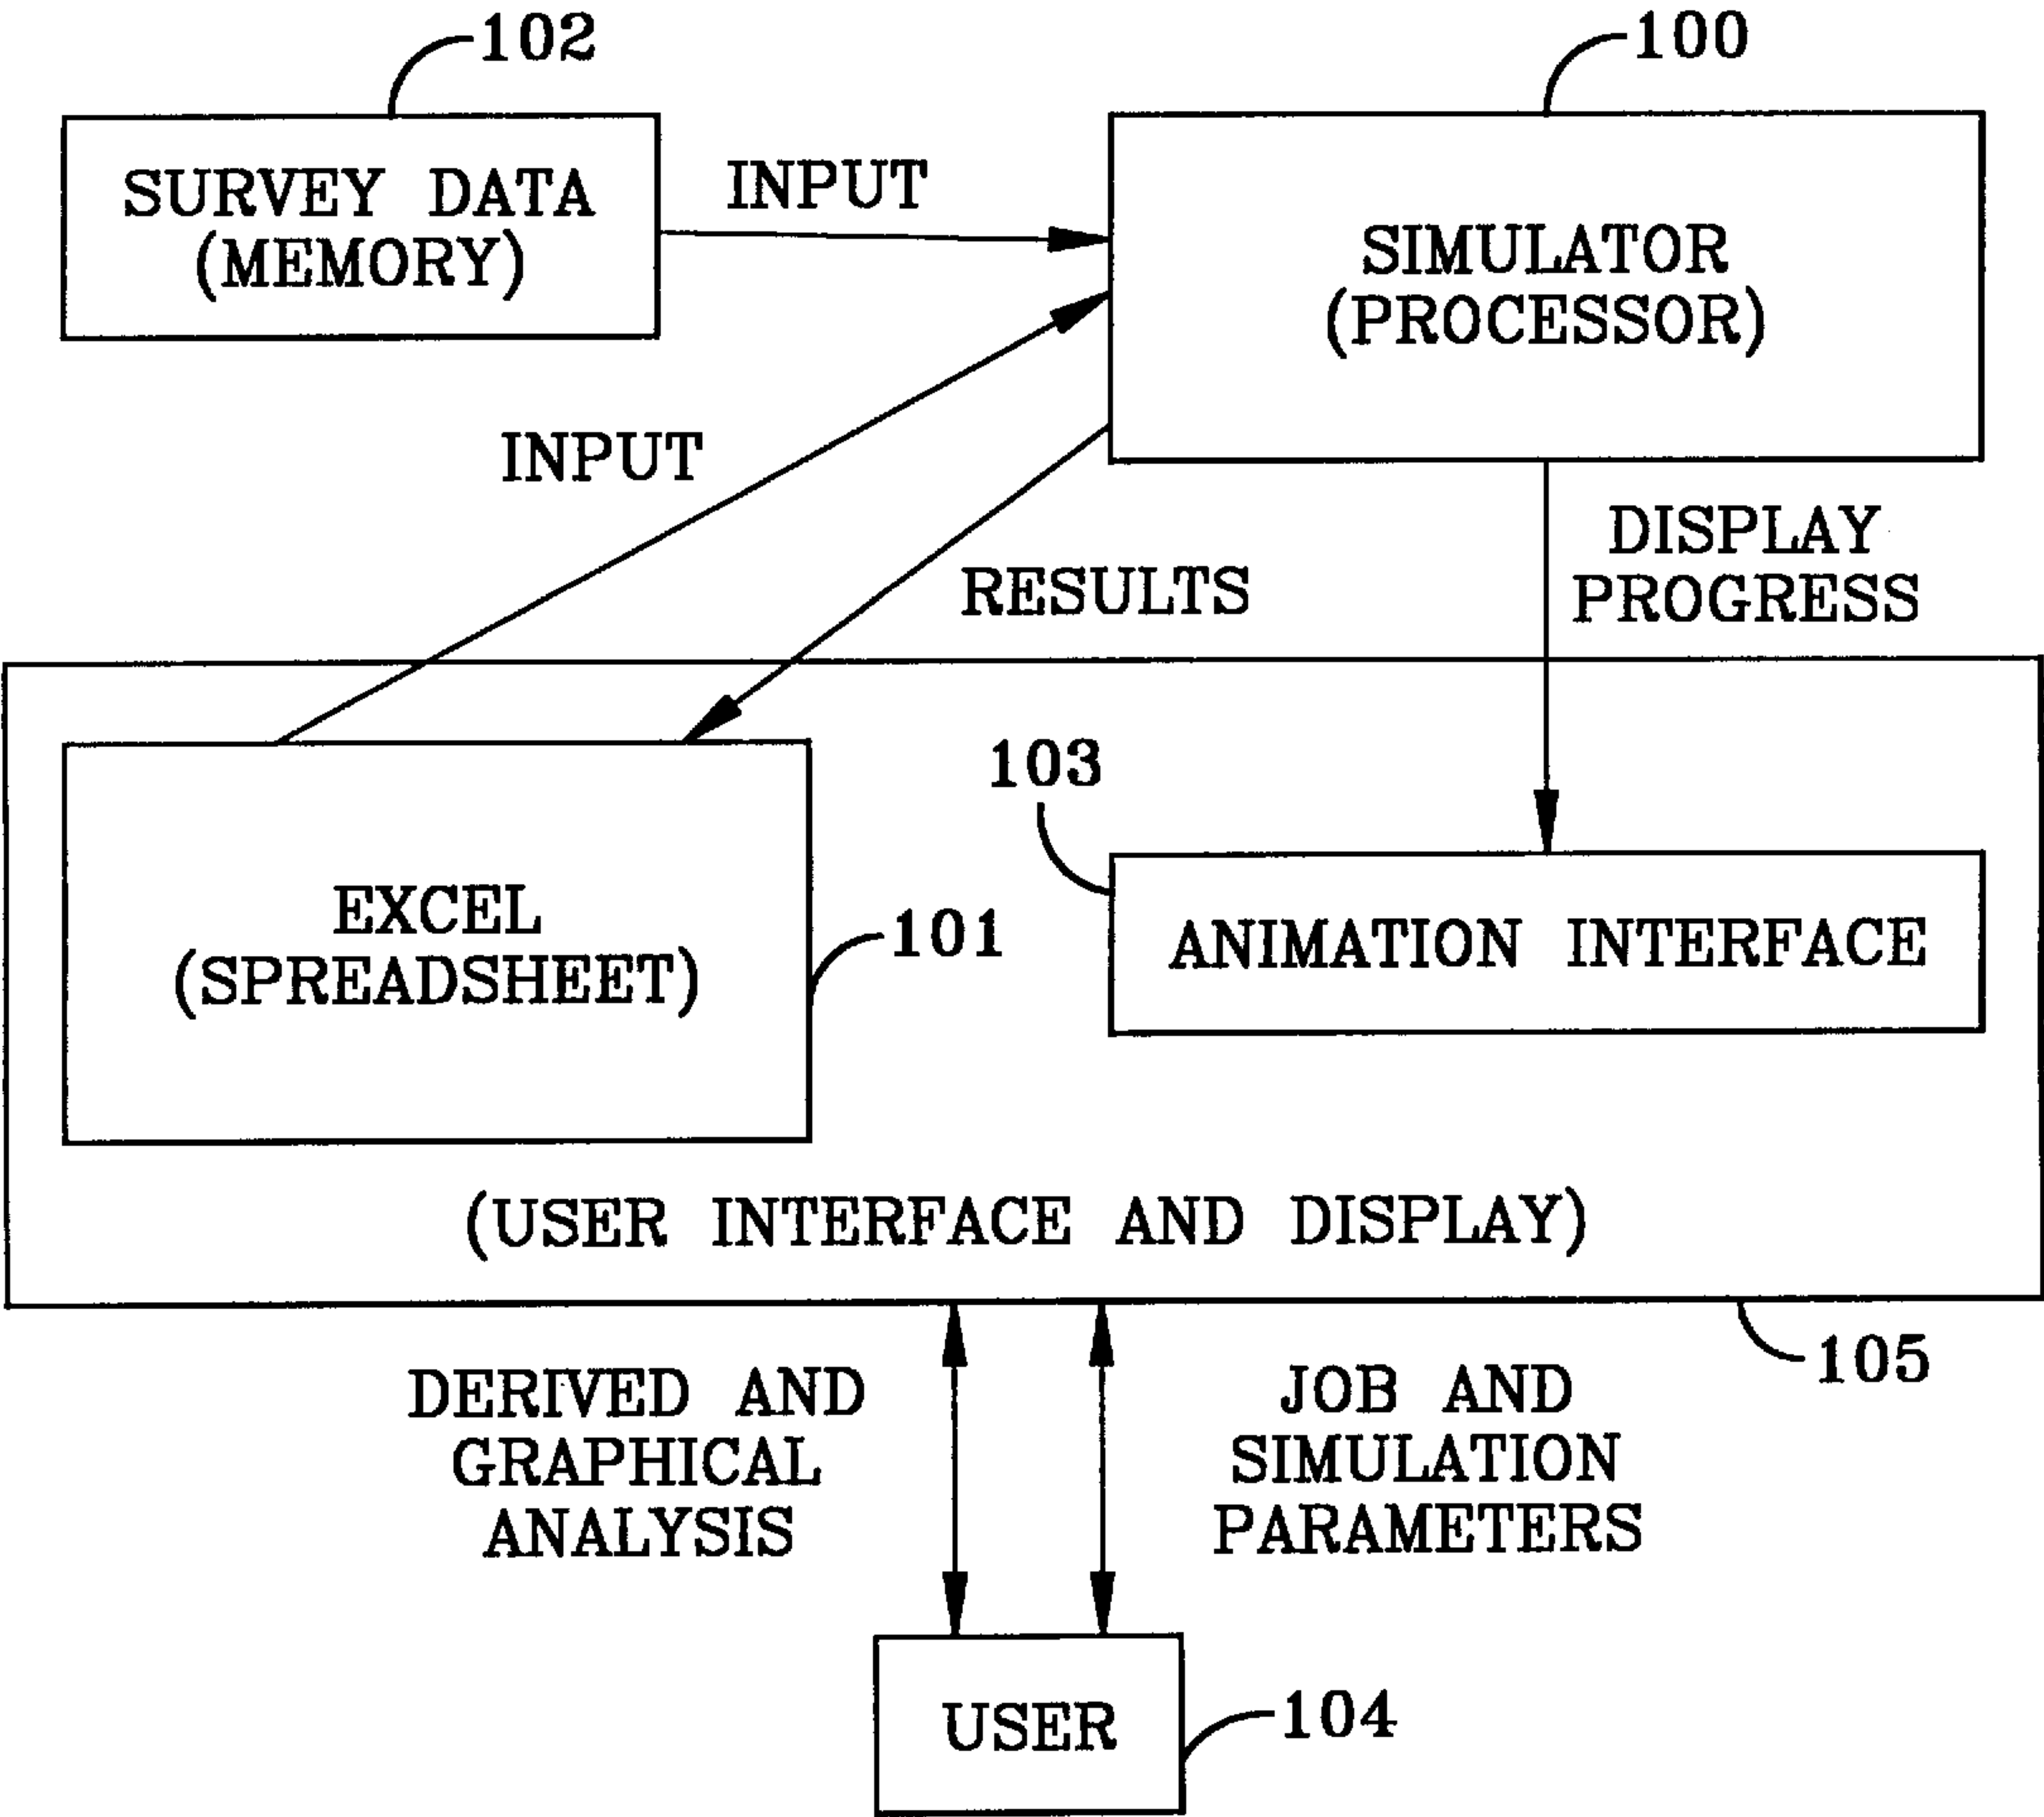 102
100
SURVEY DATA
(MEMORY)
INPUT
SIMULATOR
(PROCESSOR)
INPUT
RESULTS
DISPLAY
PROGRESS
103
EXCEL
(SPREADSHEET)
101
ANIMATION INTERFACE
(USER INTERFACE AND DISPLAY)
105
DERIVED AND
GRAPHICAL
ANALYSIS
JOB AND
SIMULATION
PARAMETERS
USER
104